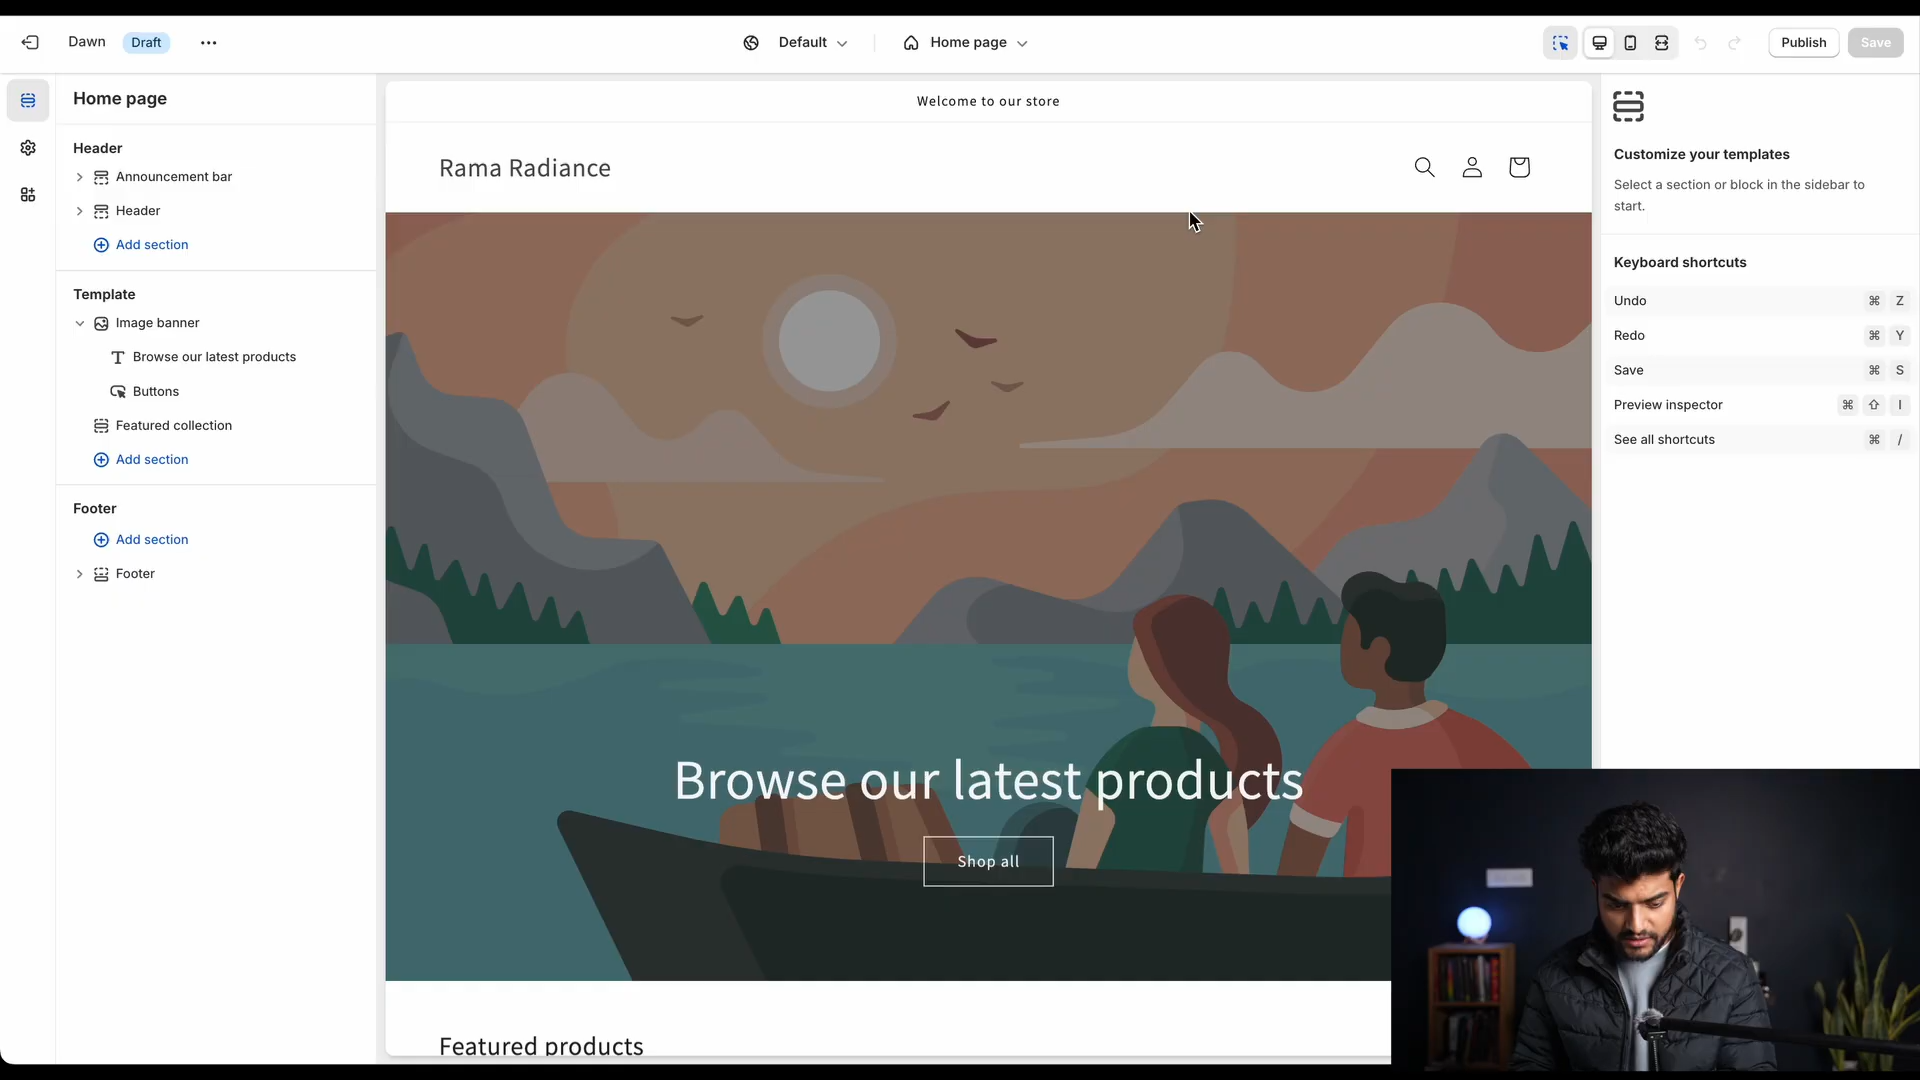 Dawn
Draft
Default
Home page
Publish
Save
Home page
Header
Announcement bar
Header
Add section
Template
Image banner
Browse our latest products
Buttons
Featured collection
Add section
Footer
Add section
Footer
Welcome to our store
Rama Radiance
Browse our latest products
Shop all
Featured products
Customize your templates
Select a section or block in the sidebar to
start.
Keyboard shortcuts
Undo ⌘ Z
Redo ⌘ Y
Save ⌘ S
Preview inspector ⌘ ⇧ I
See all shortcuts ⌘ /